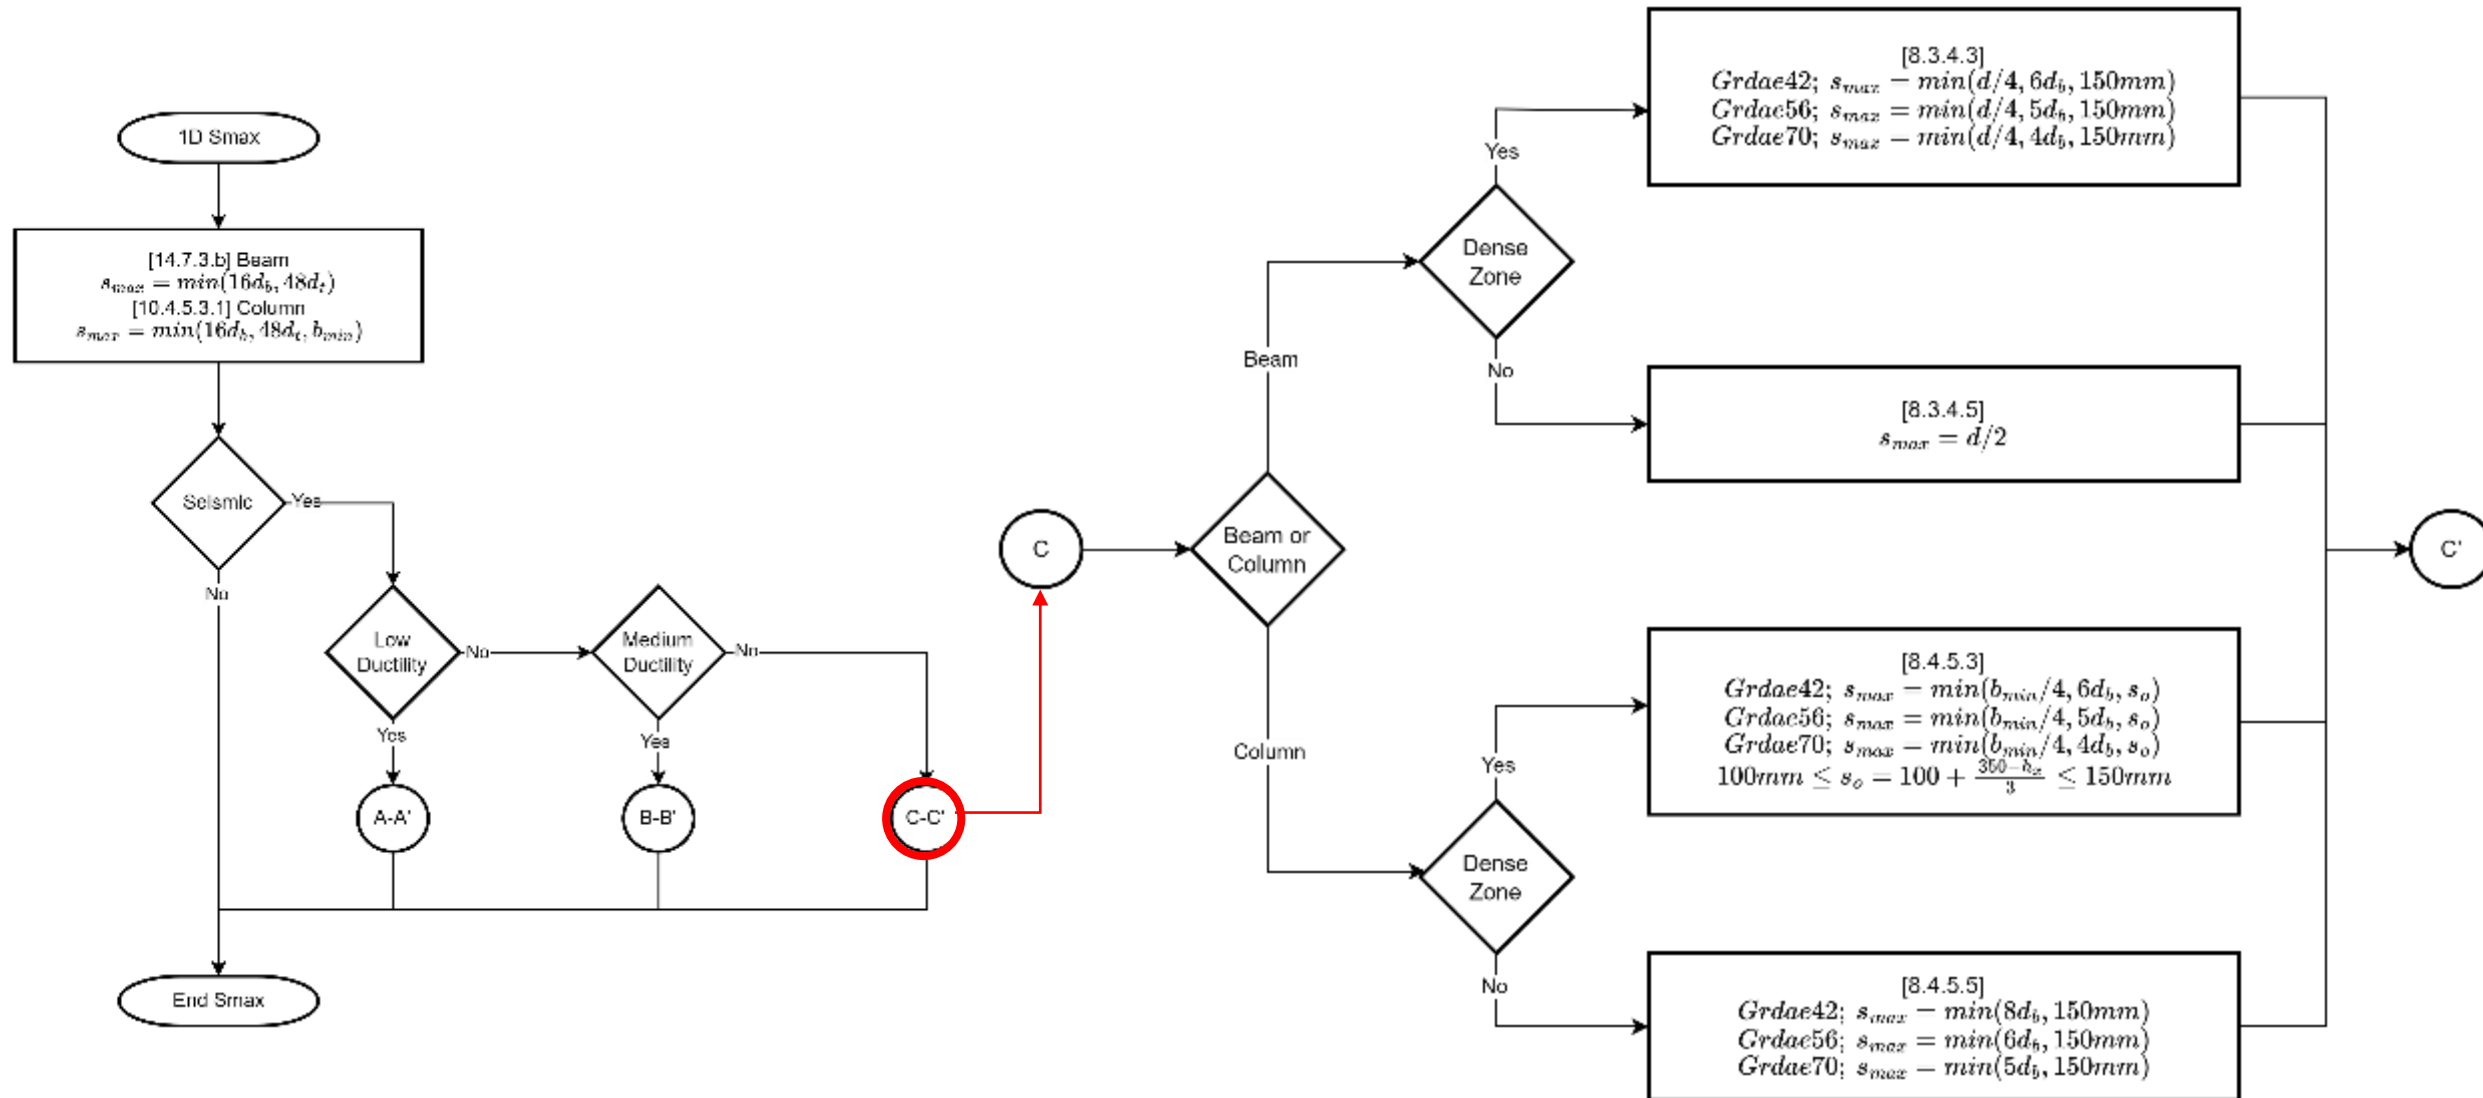 1D Smax
[14.7.3.b] Beam
s_max = min(16d_b, 48d_t)
[10.4.5.3.1] Column
s_max = min(16d_b, 48d_t, b_min)
Seismic
Yes
No
Low
Ductility
No
Yes
Medium
Ductility
No
Yes
A-A'
B-B'
C-C'
End Smax
C
Beam or
Column
Beam
Column
Dense
Zone
Yes
No
[8.3.4.3]
Grdae42; s_max = min(d/4, 6d_b, 150mm)
Grdae56; s_max = min(d/4, 5d_b, 150mm)
Grdae70; s_max = min(d/4, 4d_b, 150mm)
[8.3.4.5]
s_max = d/2
Dense
Zone
Yes
No
[8.4.5.3]
Grdae42; s_max = min(b_min/4, 6d_b, s_o)
Grdae56; s_max = min(b_min/4, 5d_b, s_o)
Grdae70; s_max = min(b_min/4, 4d_b, s_o)
100mm ≤ s_o = 100 + (350-h_x)/3 ≤ 150mm
[8.4.5.5]
Grdae42; s_max = min(8d_b, 150mm)
Grdae56; s_max = min(6d_b, 150mm)
Grdae70; s_max = min(5d_b, 150mm)
C'